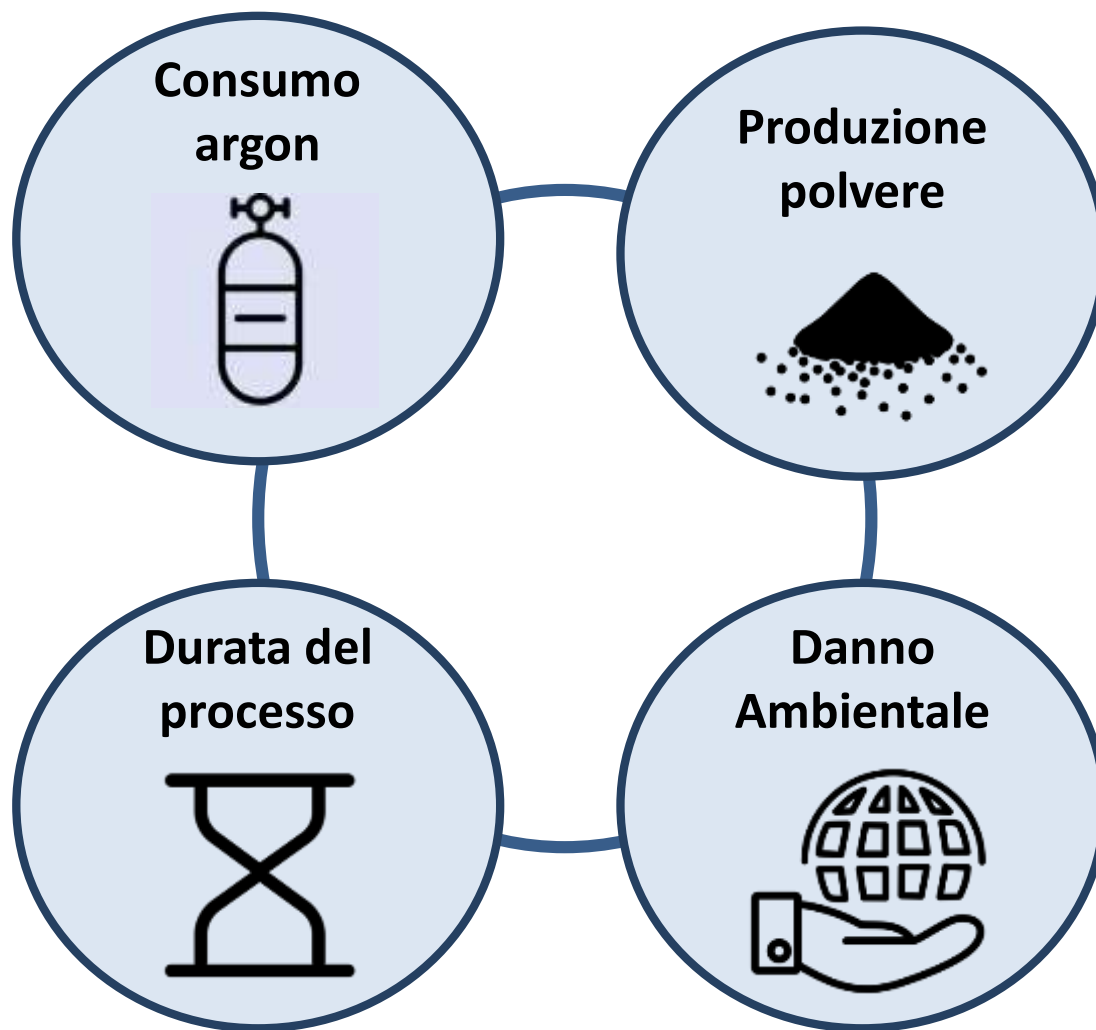 Consumo
argon
Produzione
polvere
Durata del
processo
Danno
Ambientale